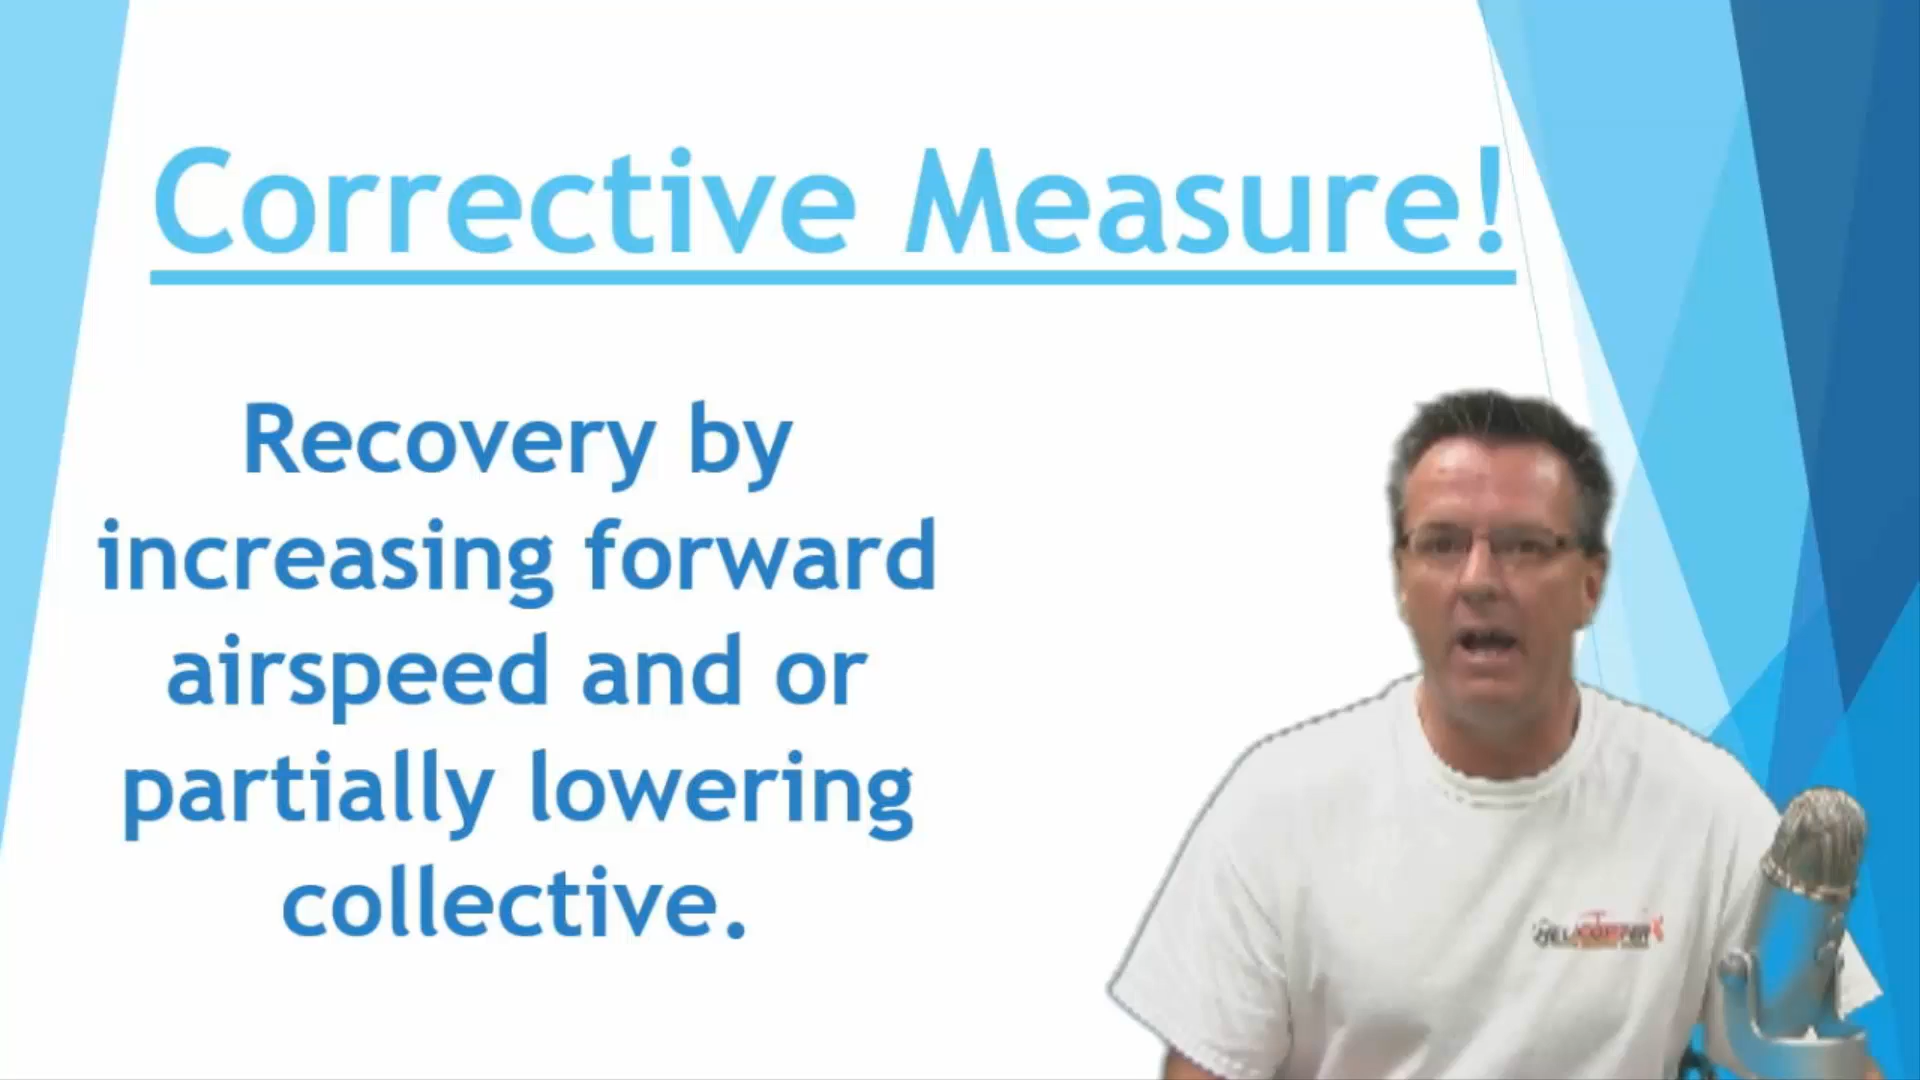 Corrective Measure!
Recovery by
increasing forward
airspeed and or
partially lowering
collective.